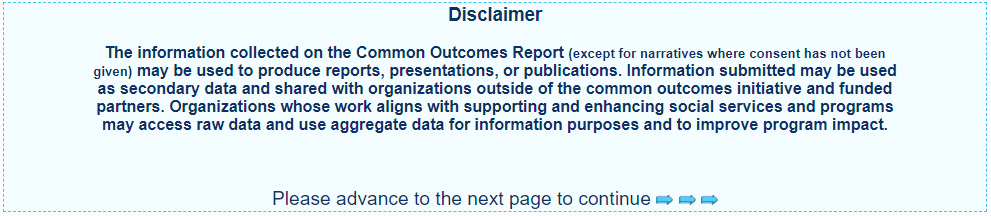 Disclaimer
The information collected on the Common Outcomes Report (except for narratives where consent has not been
given) may be used to produce reports, presentations, or publications. Information submitted may be used
as secondary data and shared with organizations outside of the common outcomes initiative and funded
partners. Organizations whose work aligns with supporting and enhancing social services and programs
may access raw data and use aggregate data for information purposes and to improve program impact.
Please advance to the next page to continue